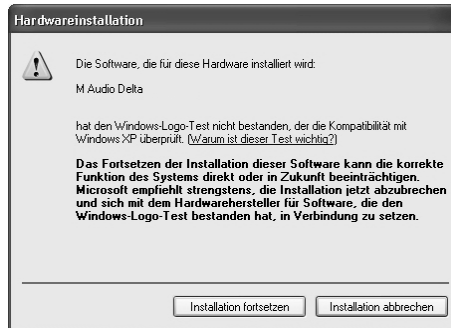 Hardwareinstallation
Die Software, die für diese Hardware installiert wird:
M Audio Delta
hat den Windows-Logo-Test nicht bestanden, der die Kompatibilität mit
Windows XP überprüft. (Warum ist dieser Test wichtig?)
Das Fortsetzen der Installation dieser Software kann die korrekte
Funktion des Systems direkt oder in Zukunft beeinträchtigen.
Microsoft empfiehlt strengstens, die Installation jetzt abzubrechen
und sich mit dem Hardwarehersteller für Software, die den
Windows-Logo-Test bestanden hat, in Verbindung zu setzen.
Installation fortsetzen
Installation abbrechen